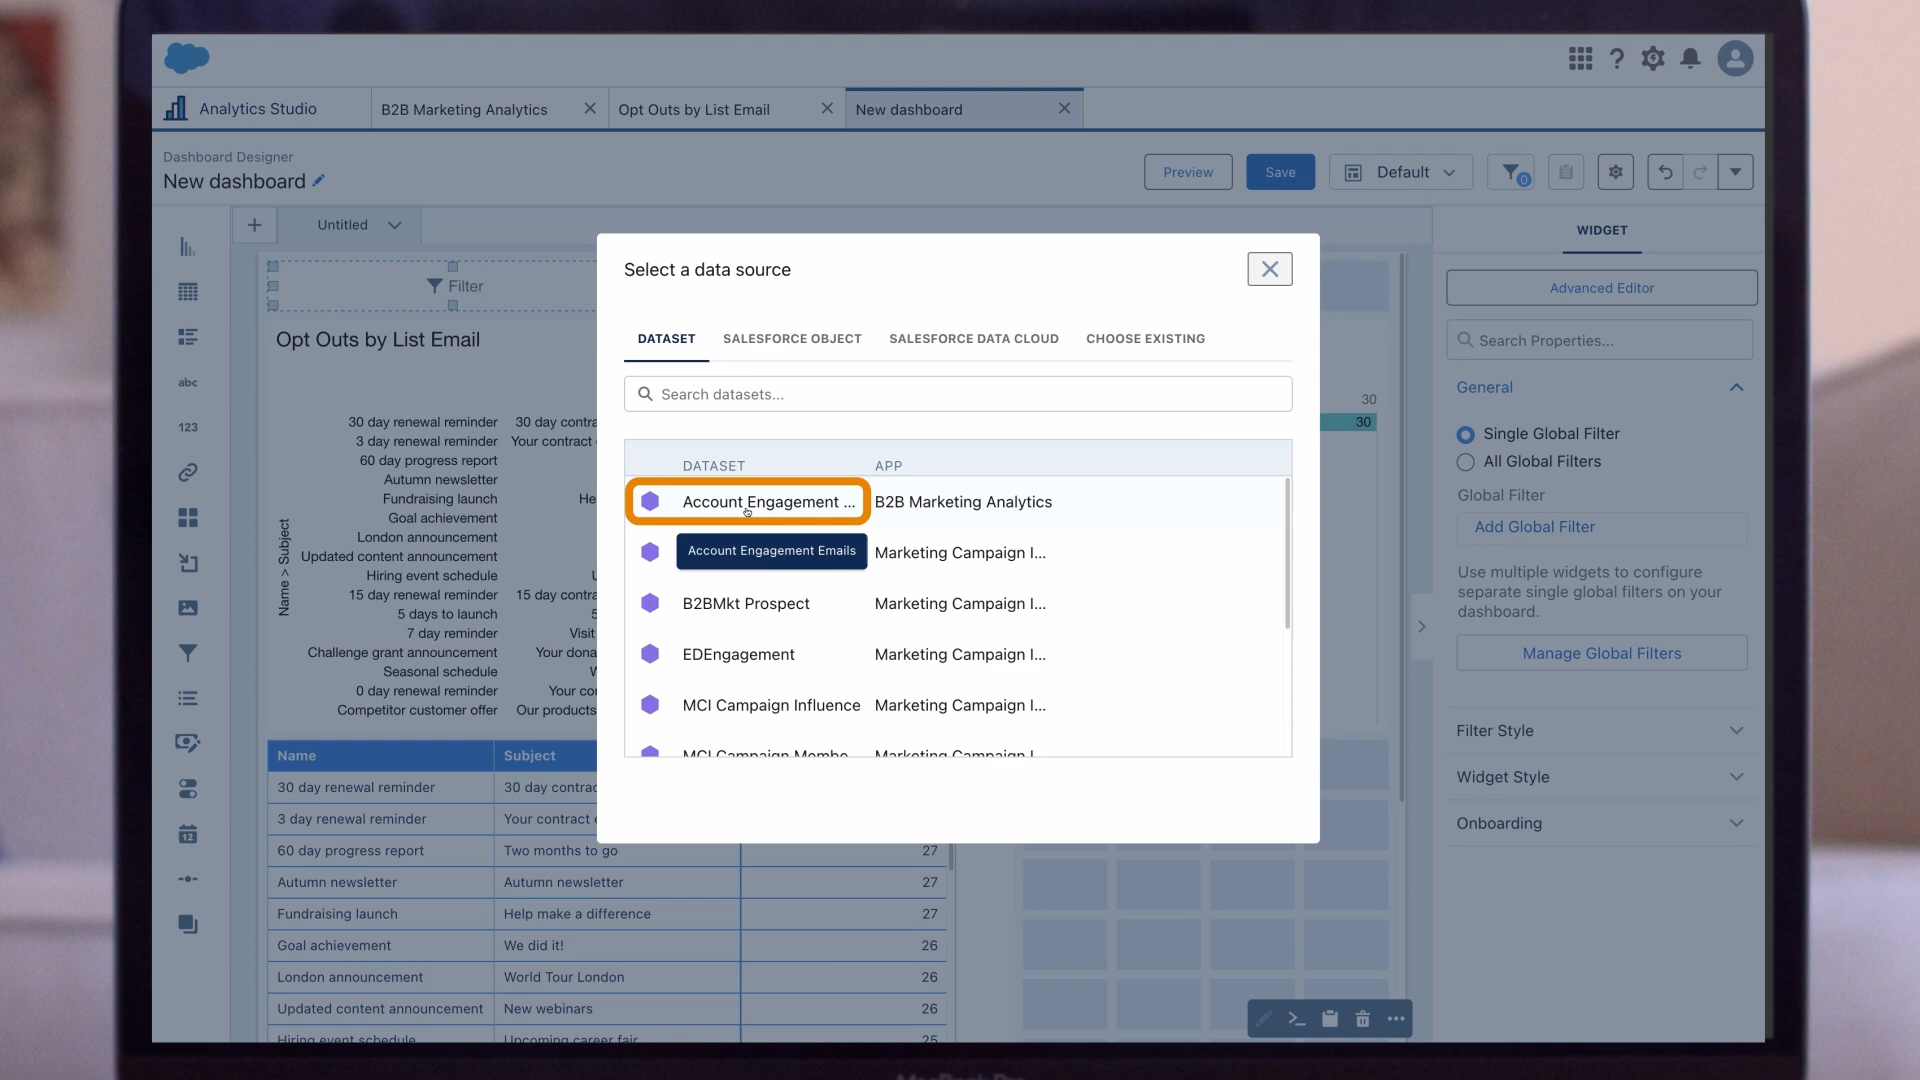 Analytics Studio
B2B Marketing Analytics
Opt Outs by List Email
New dashboard
Dashboard Designer
New dashboard
Preview
Save
Default
0
Untitled
WIDGET
Filter
Advanced Editor
Search Properties...
Opt Outs by List Email
General
Single Global Filter
All Global Filters
Global Filter
Add Global Filter
Use multiple widgets to configure
separate single global filters on your
dashboard.
Manage Global Filters
Filter Style
Widget Style
Onboarding
abc
123
12
Name > Subject
30
30 day renewal reminder 30 day contra 30
3 day renewal reminder Your contract
60 day progress report
Autumn newsletter
Fundraising launch He
Goal achievement
London announcement
Updated content announcement
Hiring event schedule
15 day renewal reminder 15 day contra
5 days to launch 5
7 day reminder Visit
Challenge grant announcement Your dona
Seasonal schedule
0 day renewal reminder Your co
Competitor customer offer Our products
Select a data source
DATASET SALESFORCE OBJECT SALESFORCE DATA CLOUD CHOOSE EXISTING
Search datasets...
DATASET APP
Account Engagement ... B2B Marketing Analytics
Account Engagement Emails Marketing Campaign I...
B2BMkt Prospect Marketing Campaign I...
EDEngagement Marketing Campaign I...
MCI Campaign Influence Marketing Campaign I...
MCI Campaign Membe Marketing Campaign I
Name Subject
30 day renewal reminder 30 day contrac
3 day renewal reminder Your contract
60 day progress report Two months to go 27
Autumn newsletter Autumn newsletter 27
Fundraising launch Help make a difference 27
Goal achievement We did it! 26
London announcement World Tour London 26
Updated content announcement New webinars 26
Hiring event schedule Upcoming career fair 25
MacBook Pro